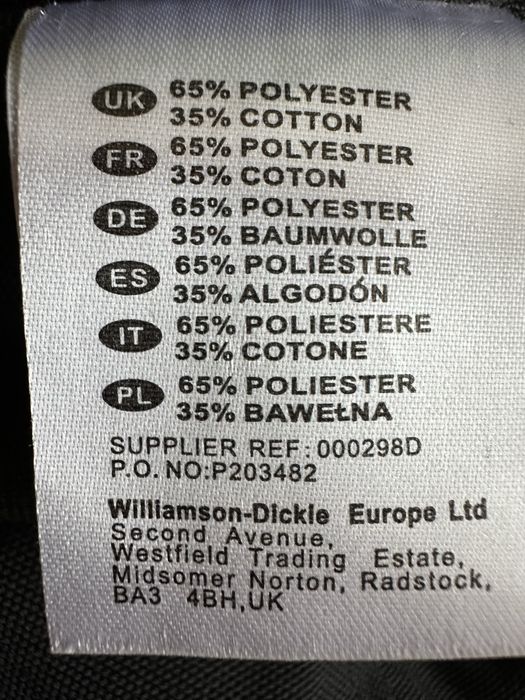 UK 65% POLYESTER
35% COTTON
FR 65% POLYESTER
35% COTON
DE 65% POLYESTER
35% BAUMWOLLE
ES 65% POLIÉSTER
35% ALGODÓN
IT 65% POLIESTERE
35% COTONE
PL 65% POLIESTER
35% BAWEŁNA
SUPPLIER REF: 000298D
P.O. NO:P203482
Williamson-Dickie Europe Ltd
Second Avenue,
Westfield Trading Estate,
Midsomer Norton, Radstock,
BA3 4BH,UK